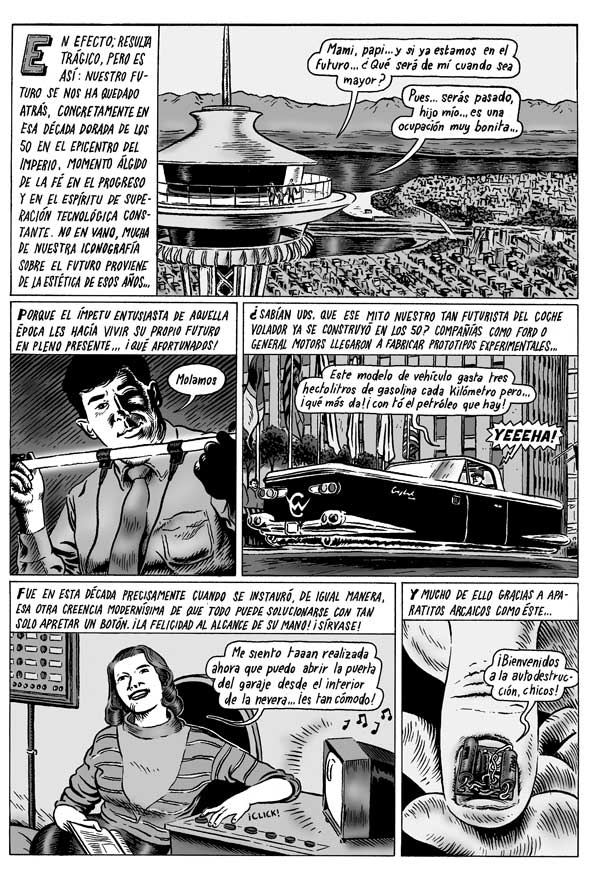 EN EFECTO; RESULTA
TRÁGICO, PERO ES
ASÍ: NUESTRO FU-
TURO SE NOS HA QUEDADO
ATRÁS, CONCRETAMENTE EN
ESA DÉCADA DORADA DE LOS
50 EN EL EPICENTRO DEL
IMPERIO, MOMENTO ÁLGIDO
DE LA FÉ EN EL PROGRESO
Y EN EL ESPÍRITU DE SUPE-
RACIÓN TECNOLÓGICA CONS-
TANTE. NO EN VANO, MUCHA
DE NUESTRA ICONOGRAFÍA
SOBRE EL FUTURO PROVIENE
DE LA ESTÉTICA DE ESOS AÑOS...
Mami, papi... y si ya estamos en el
futuro... ¿Qué será de mí cuando sea
mayor?
Pues... serás pasado,
hijo mío... es una
ocupación muy bonita...
PORQUE EL ÍMPETU ENTUSIASTA DE AQUELLA
ÉPOCA LES HACÍA VIVIR SU PROPIO FUTURO
EN PLENO PRESENTE... ¡QUÉ AFORTUNADOS!
Molamos
¿SABÍAN UDS. QUE ESE MITO NUESTRO TAN FUTURISTA DEL COCHE
VOLADOR YA SE CONSTRUYÓ EN LOS 50? COMPAÑÍAS COMO FORD O
GENERAL MOTORS LLEGARON A FABRICAR PROTOTIPOS EXPERIMENTALES...
Este modelo de vehículo gasta tres
hectolitros de gasolina cada kilómetro pero...
¡qué más da! ¡con tó el petróleo que hay!
YEEEHA!
FUE EN ESTA DÉCADA PRECISAMENTE CUANDO SE INSTAURÓ, DE IGUAL MANERA,
ESA OTRA CREENCIA MODERNÍSIMA DE QUE TODO PUEDE SOLUCIONARSE CON TAN
SOLO APRETAR UN BOTÓN. ¡LA FELICIDAD AL ALCANCE DE SU MANO! ¡SÍRVASE!
Me siento taaan realizada
ahora que puedo abrir la puerta
del garaje desde el interior
de la nevera... ¡es tan cómodo!
¡CLICK!
Y MUCHO DE ELLO GRACIAS A APA-
RATITOS ARCAICOS COMO ÉSTE...
¡Bienvenidos
a la autodestruc-
ción, chicos!